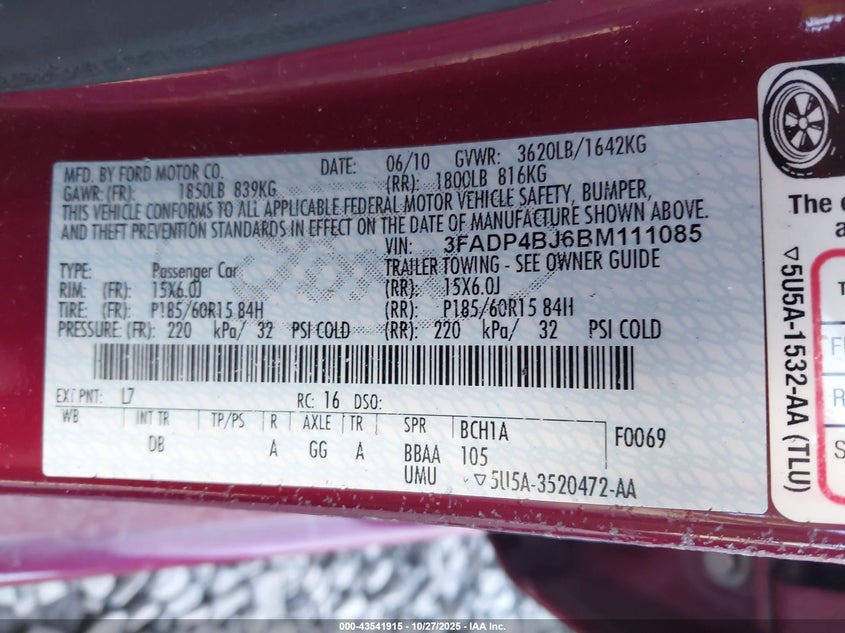 MFD. BY FORD MOTOR CO. DATE: 06/10 GVWR: 3620LB/1642KG
GAWR: (FR): 1850LB 839KG (RR): 1800LB 816KG
THIS VEHICLE CONFORMS TO ALL APPLICABLE FEDERAL MOTOR VEHICLE SAFETY, BUMPER,
AND THEFT PREVENTION STANDARDS IN EFFECT ON THE DATE OF MANUFACTURE SHOWN ABOVE.
VIN: 3FADP4BJ6BM111085
TYPE: Passenger Car TRAILER TOWING - SEE OWNER GUIDE
RIM: (FR): 15X6.0J (RR): 15X6.0J
TIRE: (FR): P185/60R15 84H (RR): P185/60R15 84H
PRESSURE: (FR): 220 kPa/ 32 PSI COLD (RR): 220 kPa/ 32 PSI COLD
EXT PNT: L7 RC: 16 DSO:
WB INT TR TP/PS R AXLE TR SPR BCH1A F0069
DB A GG A BBAA 105
UMU ▽5U5A-3520472-AA
▽5U5A-1532-AA (TLU)
The
000-43541915 - 10/27/2025 - IAA Inc.